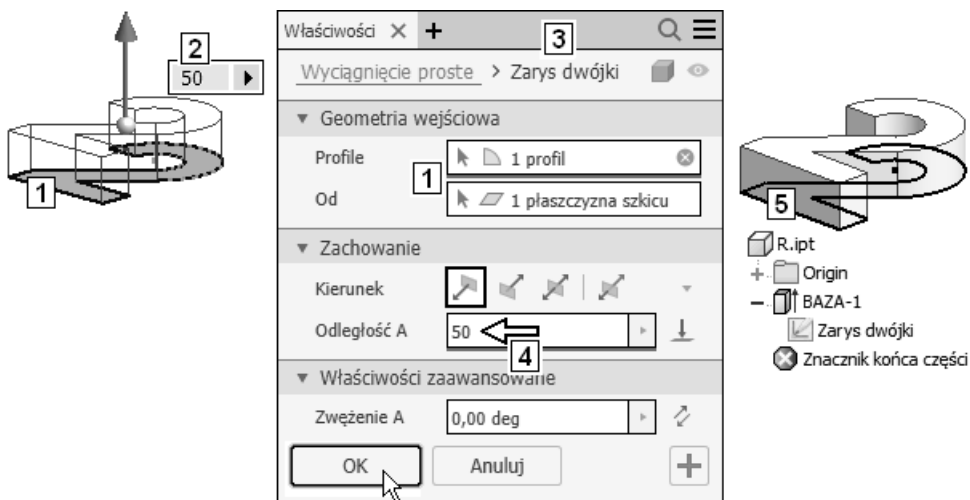 2
50
1
Właściwości
3
Wyciągnięcie proste > Zarys dwójki
Geometria wejściowa
Profile
1 profil
1
Od
1 płaszczyzna szkicu
Zachowanie
Kierunek
Odległość A
50
4
Właściwości zaawansowane
Zwężenie A
0,00 deg
OK
Anuluj
5
R.ipt
Origin
BAZA-1
Zarys dwójki
Znacznik końca części